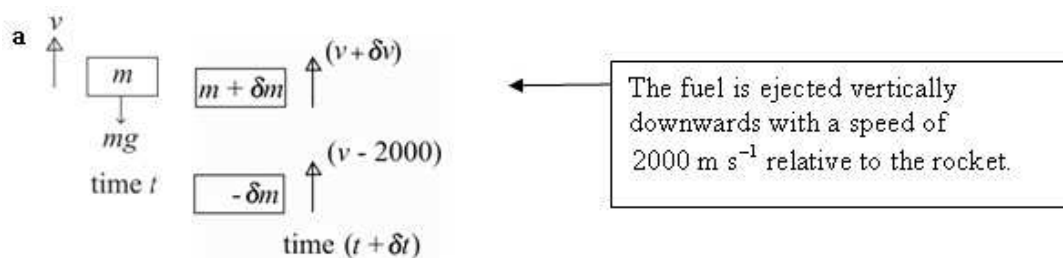 a
v
m
mg
time t
m + δm
(v + δv)
- δm
(v - 2000)
time (t + δt)
The fuel is ejected vertically
downwards with a speed of
2000 m s⁻¹ relative to the rocket.